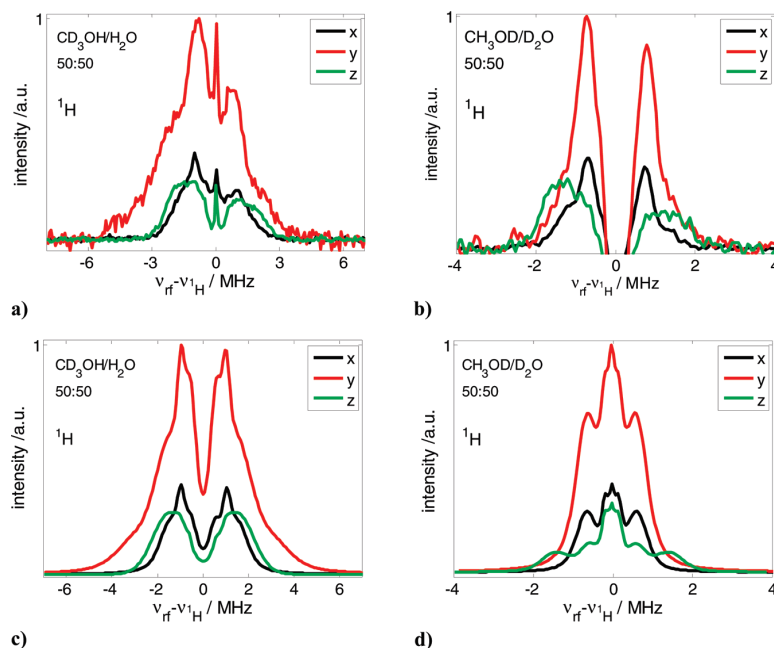 a)
1
CD₃OH/H₂O
50:50
¹H
x
y
z
intensity /a.u.
-6 -3 0 3 6
νrf-ν¹H / MHz
b)
1
CH₃OD/D₂O
50:50
¹H
x
y
z
intensity /a.u.
-4 -2 0 2 4
νrf-ν¹H / MHz
c)
1
CD₃OH/H₂O
50:50
¹H
x
y
z
intensity /a.u.
-6 -4 -2 0 2 4 6
νrf-ν¹H / MHz
d)
1
CH₃OD/D₂O
50:50
¹H
x
y
z
intensity /a.u.
-4 -2 0 2 4
νrf-ν¹H / MHz